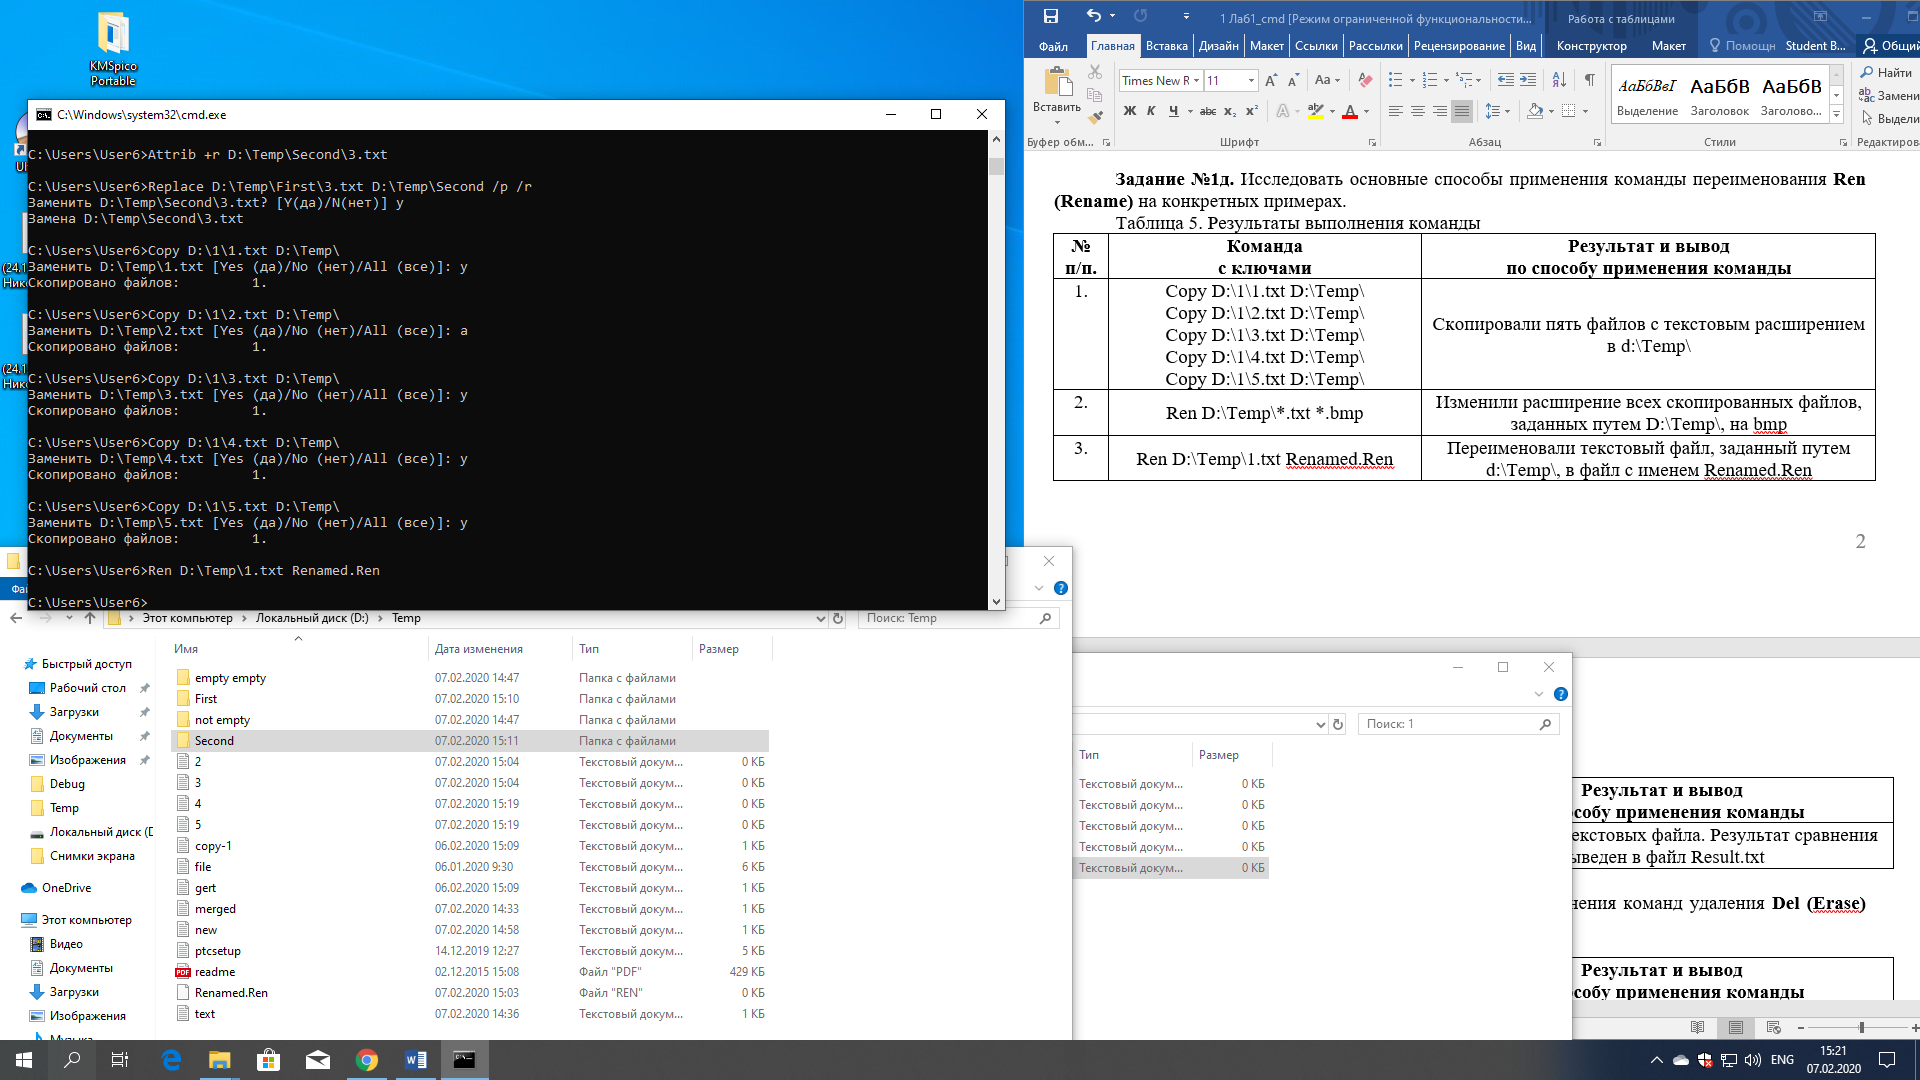 KMSpico
Portable
C:\Windows\system32\cmd.exe
C:\Users\User6>Attrib +r D:\Temp\Second\3.txt
C:\Users\User6>Replace D:\Temp\First\3.txt D:\Temp\Second /p /r
Заменить D:\Temp\Second\3.txt? [Y(да)/N(нет)] y
Замена D:\Temp\Second\3.txt
C:\Users\User6>Copy D:\1\1.txt D:\Temp\
Заменить D:\Temp\1.txt [Yes (да)/No (нет)/All (все)]: y
Скопировано файлов:         1.
C:\Users\User6>Copy D:\1\2.txt D:\Temp\
Заменить D:\Temp\2.txt [Yes (да)/No (нет)/All (все)]: a
Скопировано файлов:         1.
C:\Users\User6>Copy D:\1\3.txt D:\Temp\
Заменить D:\Temp\3.txt [Yes (да)/No (нет)/All (все)]: y
Скопировано файлов:         1.
C:\Users\User6>Copy D:\1\4.txt D:\Temp\
Заменить D:\Temp\4.txt [Yes (да)/No (нет)/All (все)]: y
Скопировано файлов:         1.
C:\Users\User6>Copy D:\1\5.txt D:\Temp\
Заменить D:\Temp\5.txt [Yes (да)/No (нет)/All (все)]: y
Скопировано файлов:         1.
C:\Users\User6>Ren D:\Temp\1.txt Renamed.Ren
C:\Users\User6>
1 Лаб1_cmd [Режим ограниченной функциональности...
Работа с таблицами
Файл Главная Вставка Дизайн Макет Ссылки Рассылки Рецензирование Вид Конструктор Макет Помощн Student B... Общий
Вставить
Times New R 11
Ж К Ч abc x₂ x²
АаБбВвІ АаБбВ АаБбВ
Выделение Заголовок Заголово...
Найти
Замени
Выдели
Буфер обм... Шрифт Абзац Стили Редактиров
Задание №1д. Исследовать основные способы применения команды переименования Ren
(Rename) на конкретных примерах.
Таблица 5. Результаты выполнения команды
№ п/п.
Команда с ключами
Результат и вывод по способу применения команды
1.
Copy D:\1\1.txt D:\Temp\
Copy D:\1\2.txt D:\Temp\
Copy D:\1\3.txt D:\Temp\
Copy D:\1\4.txt D:\Temp\
Copy D:\1\5.txt D:\Temp\
Скопировали пять файлов с текстовым расширением
в d:\Temp\
2.
Ren D:\Temp\*.txt *.bmp
Изменили расширение всех скопированных файлов,
заданных путем D:\Temp\, на bmp
3.
Ren D:\Temp\1.txt Renamed.Ren
Переименовали текстовый файл, заданный путем
d:\Temp\, в файл с именем Renamed.Ren
2
Этот компьютер > Локальный диск (D:) > Temp
Поиск: Temp
Быстрый доступ
Рабочий стол
Загрузки
Документы
Изображения
Debug
Temp
Локальный диск (D
Снимки экрана
OneDrive
Этот компьютер
Видео
Документы
Загрузки
Изображения
Музыка
Имя Дата изменения Тип Размер
empty empty 07.02.2020 14:47 Папка с файлами
First 07.02.2020 15:10 Папка с файлами
not empty 07.02.2020 14:47 Папка с файлами
Second 07.02.2020 15:11 Папка с файлами
2 07.02.2020 15:04 Текстовый докум... 0 КБ
3 07.02.2020 15:04 Текстовый докум... 0 КБ
4 07.02.2020 15:19 Текстовый докум... 0 КБ
5 07.02.2020 15:19 Текстовый докум... 0 КБ
copy-1 06.02.2020 15:09 Текстовый докум... 1 КБ
file 06.01.2020 9:30 Текстовый докум... 6 КБ
gert 06.02.2020 15:09 Текстовый докум... 1 КБ
merged 07.02.2020 14:33 Текстовый докум... 1 КБ
new 07.02.2020 14:58 Текстовый докум... 1 КБ
ptcsetup 14.12.2019 12:27 Текстовый докум... 5 КБ
readme 02.12.2015 15:08 Файл "PDF" 429 КБ
Renamed.Ren 07.02.2020 15:03 Файл "REN" 0 КБ
text 07.02.2020 14:36 Текстовый докум... 1 КБ
Поиск: 1
Тип Размер
Текстовый докум... 0 КБ
Текстовый докум... 0 КБ
Текстовый докум... 0 КБ
Текстовый докум... 0 КБ
Текстовый докум... 0 КБ
Результат и вывод
особу применения команды
екстовых файла. Результат сравнения
ыведен в файл Result.txt
нения команд удаления Del (Erase)
Результат и вывод
особу применения команды
ENG
15:21
07.02.2020